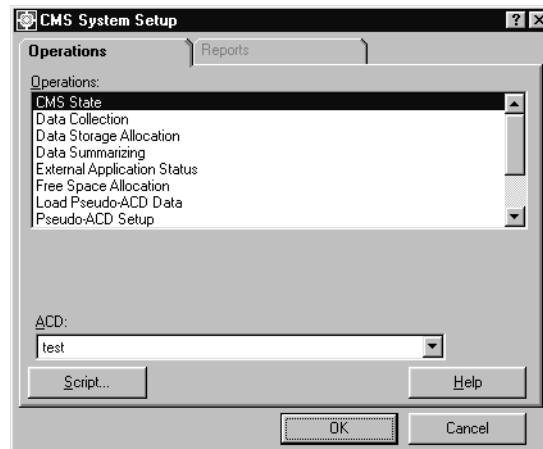 CMS System Setup
Operations
Reports
Operations:
CMS State
Data Collection
Data Storage Allocation
Data Summarizing
External Application Status
Free Space Allocation
Load Pseudo-ACD Data
Pseudo-ACD Setup
ACD:
test
Script...
Help
OK
Cancel